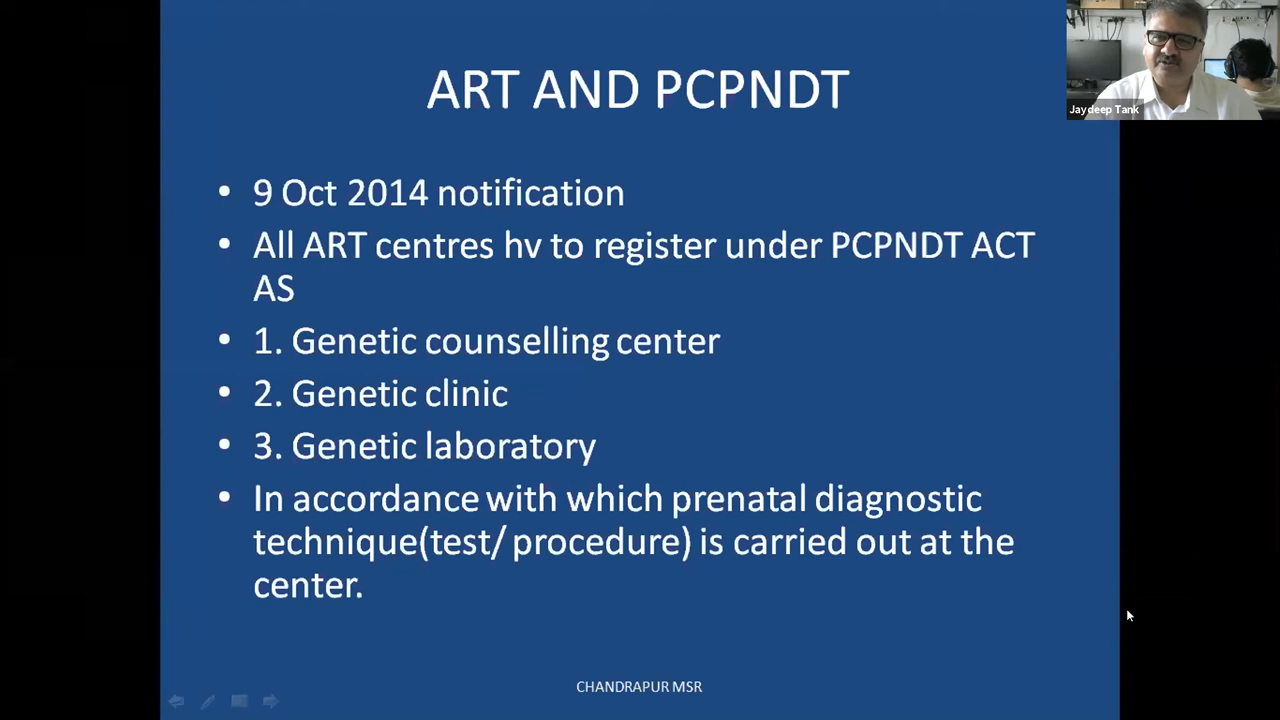 ART AND PCPNDT
Jaydeep Tank
• 9 Oct 2014 notification
• All ART centres hv to register under PCPNDT ACT
AS
• 1. Genetic counselling center
• 2. Genetic clinic
• 3. Genetic laboratory
• In accordance with which prenatal diagnostic
technique(test/ procedure) is carried out at the
center.
CHANDRAPUR MSR